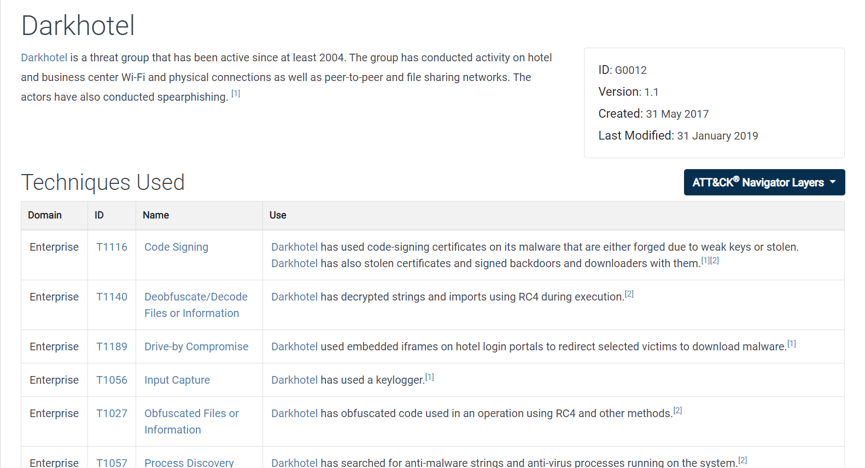 Darkhotel
Darkhotel is a threat group that has been active since at least 2004. The group has conducted activity on hotel
and business center Wi-Fi and physical connections as well as peer-to-peer and file sharing networks. The
actors have also conducted spearphishing. [1]
ID: G0012
Version: 1.1
Created: 31 May 2017
Last Modified: 31 January 2019
Techniques Used
ATT&CK® Navigator Layers
Domain ID Name Use
Enterprise T1116 Code Signing Darkhotel has used code-signing certificates on its malware that are either forged due to weak keys or stolen.
Darkhotel has also stolen certificates and signed backdoors and downloaders with them.[1][2]
Enterprise T1140 Deobfuscate/Decode Darkhotel has decrypted strings and imports using RC4 during execution.[2]
Files or Information
Enterprise T1189 Drive-by Compromise Darkhotel used embedded iframes on hotel login portals to redirect selected victims to download malware.[1]
Enterprise T1056 Input Capture Darkhotel has used a keylogger.[1]
Enterprise T1027 Obfuscated Files or Darkhotel has obfuscated code used in an operation using RC4 and other methods.[2]
Information
Enterprise T1057 Process Discovery Darkhotel has searched for anti-malware strings and anti-virus processes running on the system.[2]